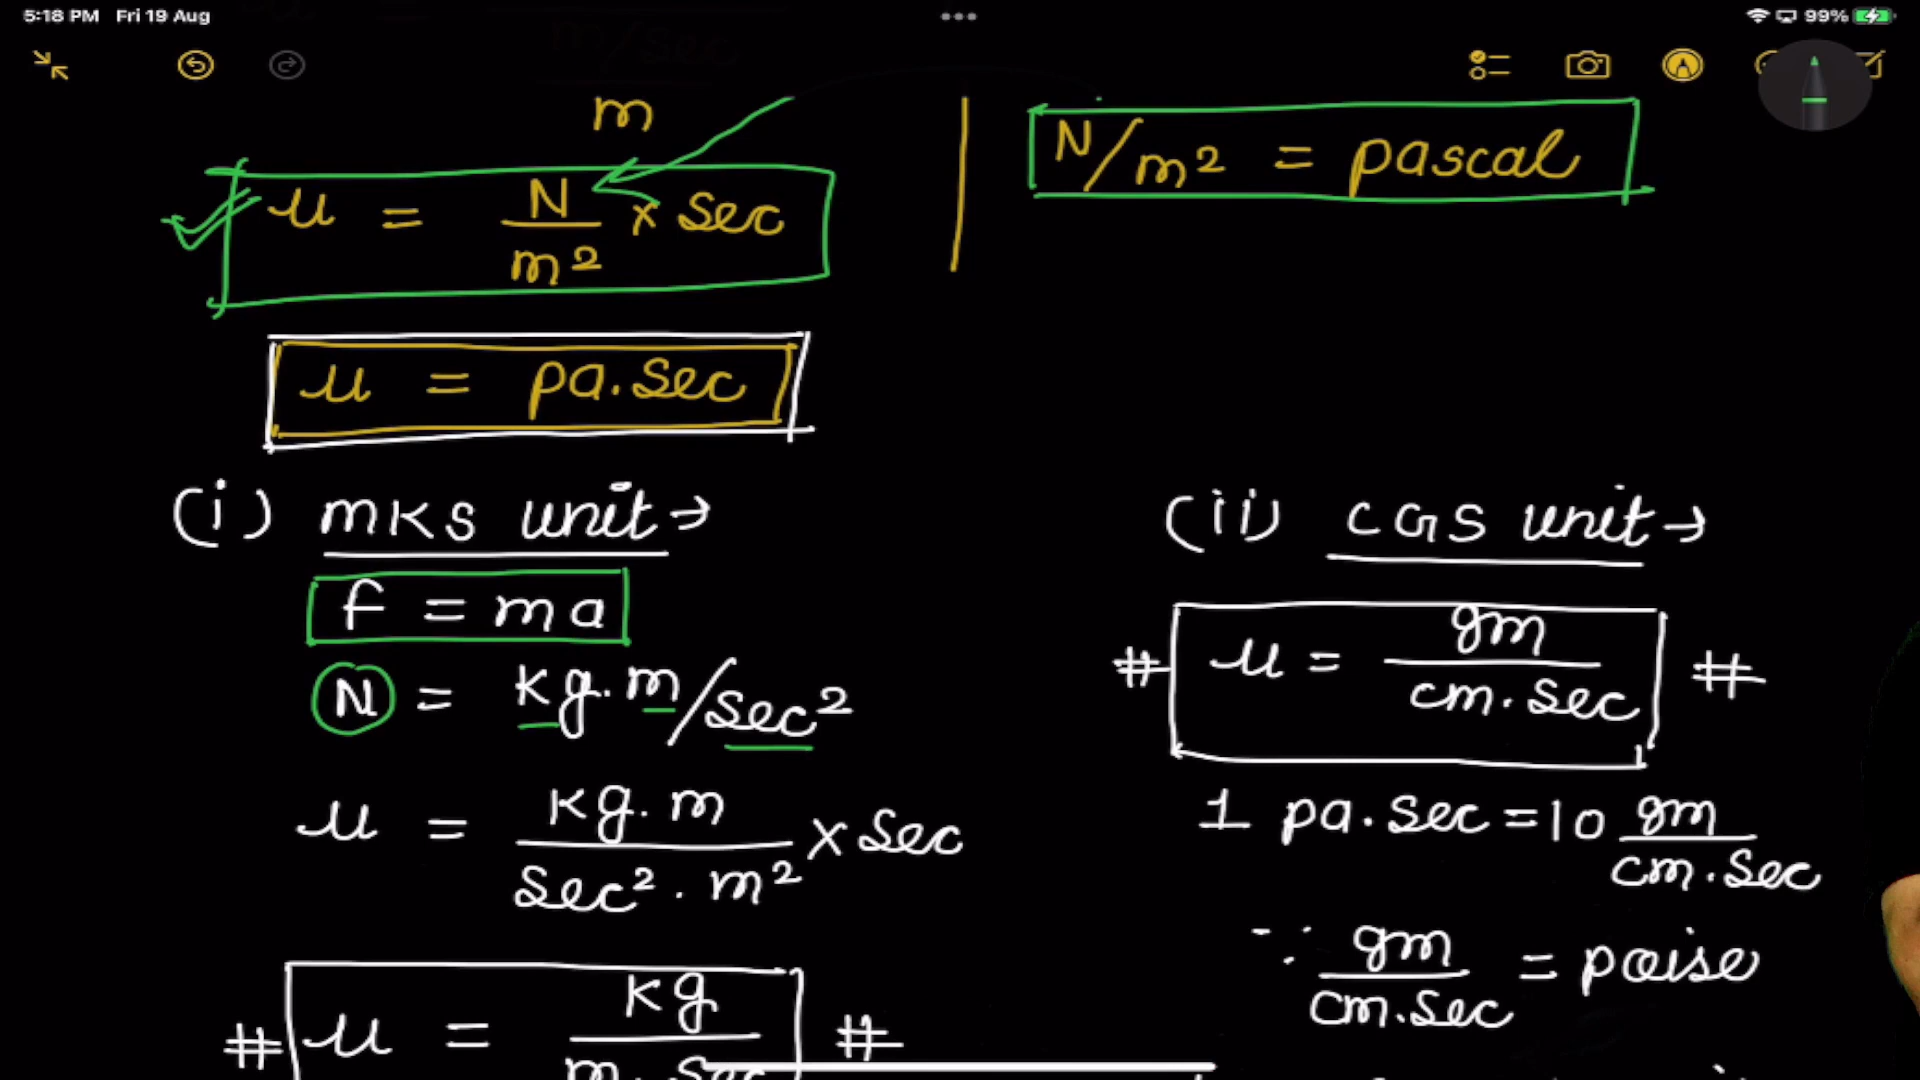 5:18 PM Fri 19 Aug
99%
m
N/m² = pascal
μ = N/m² × sec
μ = pa.sec
(i) MKS unit →
(ii) CGS unit →
f = ma
# μ = gm/cm.sec #
N = kg.m/sec²
1 pa.sec = 10 gm/cm.sec
μ = kg.m/sec².m² × sec
∵ gm/cm.sec = poise
# μ = kg/m.sec #